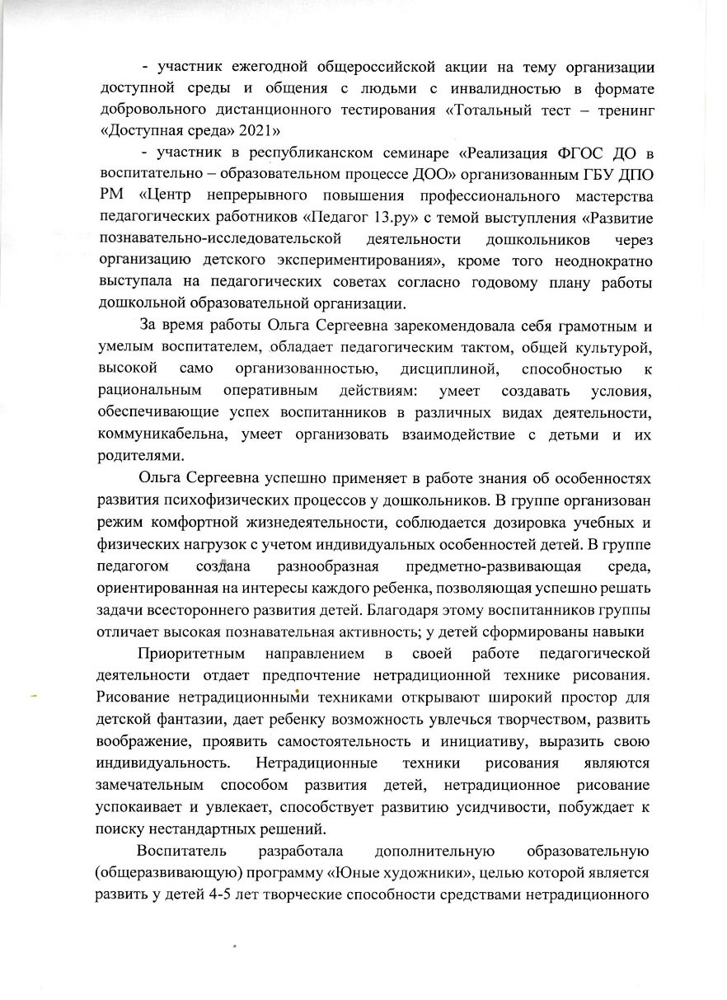 - участник ежегодной общероссийской акции на тему организации
доступной среды и общения с людьми с инвалидностью в формате
добровольного дистанционного тестирования «Тотальный тест – тренинг
«Доступная среда» 2021»
- участник в республиканском семинаре «Реализация ФГОС ДО в
воспитательно – образовательном процессе ДОО» организованным ГБУ ДПО
РМ «Центр непрерывного повышения профессионального мастерства
педагогических работников «Педагог 13.ру» с темой выступления «Развитие
познавательно-исследовательской деятельности дошкольников через
организацию детского экспериментирования», кроме того неоднократно
выступала на педагогических советах согласно годовому плану работы
дошкольной образовательной организации.
За время работы Ольга Сергеевна зарекомендовала себя грамотным и
умелым воспитателем, обладает педагогическим тактом, общей культурой,
высокой само организованностью, дисциплиной, способностью к
рациональным оперативным действиям: умеет создавать условия,
обеспечивающие успех воспитанников в различных видах деятельности,
коммуникабельна, умеет организовать взаимодействие с детьми и их
родителями.
Ольга Сергеевна успешно применяет в работе знания об особенностях
развития психофизических процессов у дошкольников. В группе организован
режим комфортной жизнедеятельности, соблюдается дозировка учебных и
физических нагрузок с учетом индивидуальных особенностей детей. В группе
педагогом создана разнообразная предметно-развивающая среда,
ориентированная на интересы каждого ребенка, позволяющая успешно решать
задачи всестороннего развития детей. Благодаря этому воспитанников группы
отличает высокая познавательная активность; у детей сформированы навыки
Приоритетным направлением в своей работе педагогической
деятельности отдает предпочтение нетрадиционной технике рисования.
Рисование нетрадиционными техниками открывают широкий простор для
детской фантазии, дает ребенку возможность увлечься творчеством, развить
воображение, проявить самостоятельность и инициативу, выразить свою
индивидуальность. Нетрадиционные техники рисования являются
замечательным способом развития детей, нетрадиционное рисование
успокаивает и увлекает, способствует развитию усидчивости, побуждает к
поиску нестандартных решений.
Воспитатель разработала дополнительную образовательную
(общеразвивающую) программу «Юные художники», целью которой является
развить у детей 4-5 лет творческие способности средствами нетрадиционного